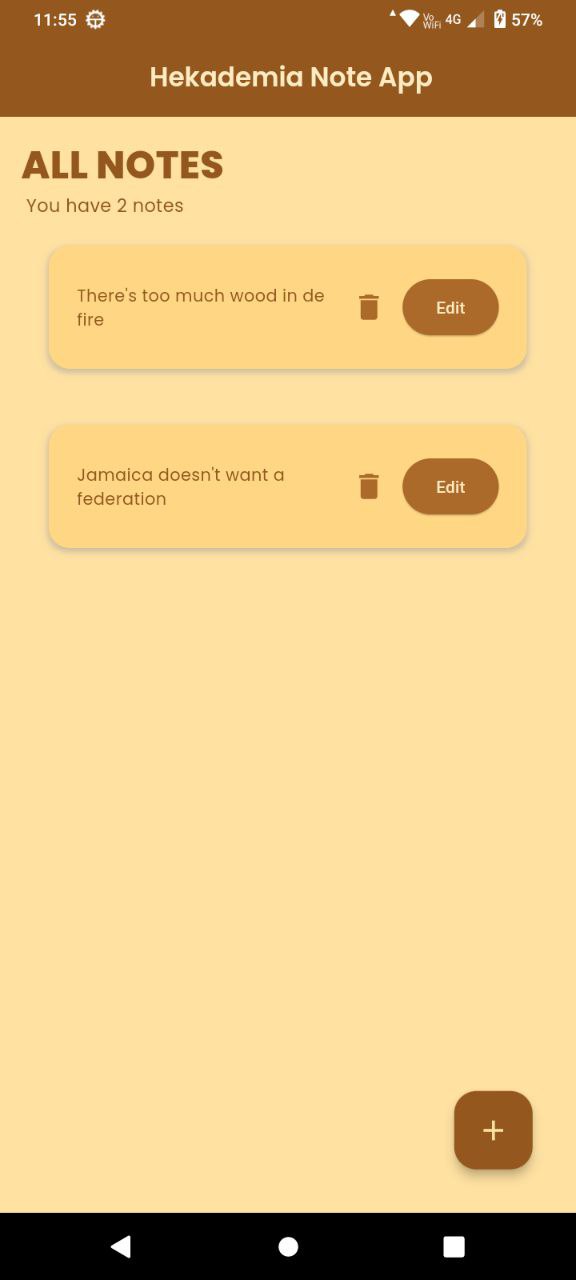 11:55 Vo WiFi 4G 57%
Hekademia Note App
ALL NOTES
You have 2 notes
There's too much wood in de
fire
Edit
Jamaica doesn't want a
federation
Edit
+